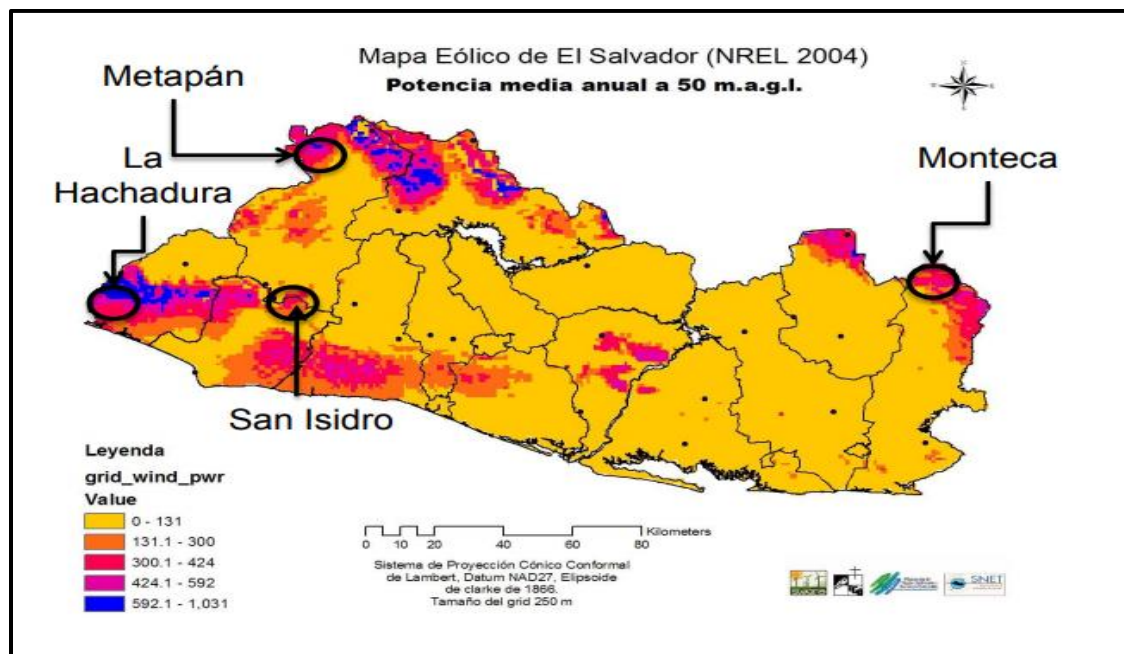 Mapa Eólico de El Salvador (NREL 2004)
Potencia media anual a 50 m.a.g.l.
Metapán
La
Hachadura
Monteca
San Isidro
Leyenda
grid_wind_pwr
Value
0 - 131
131.1 - 300
300.1 - 424
424.1 - 592
592.1 - 1,031
Kilometers
0 10 20 40 60 80
Sistema de Proyección Cónico Conformal
de Lambert, Datum NAD27, Elipsoide
de clarke de 1866.
Tamaño del grid 250 m
SNET